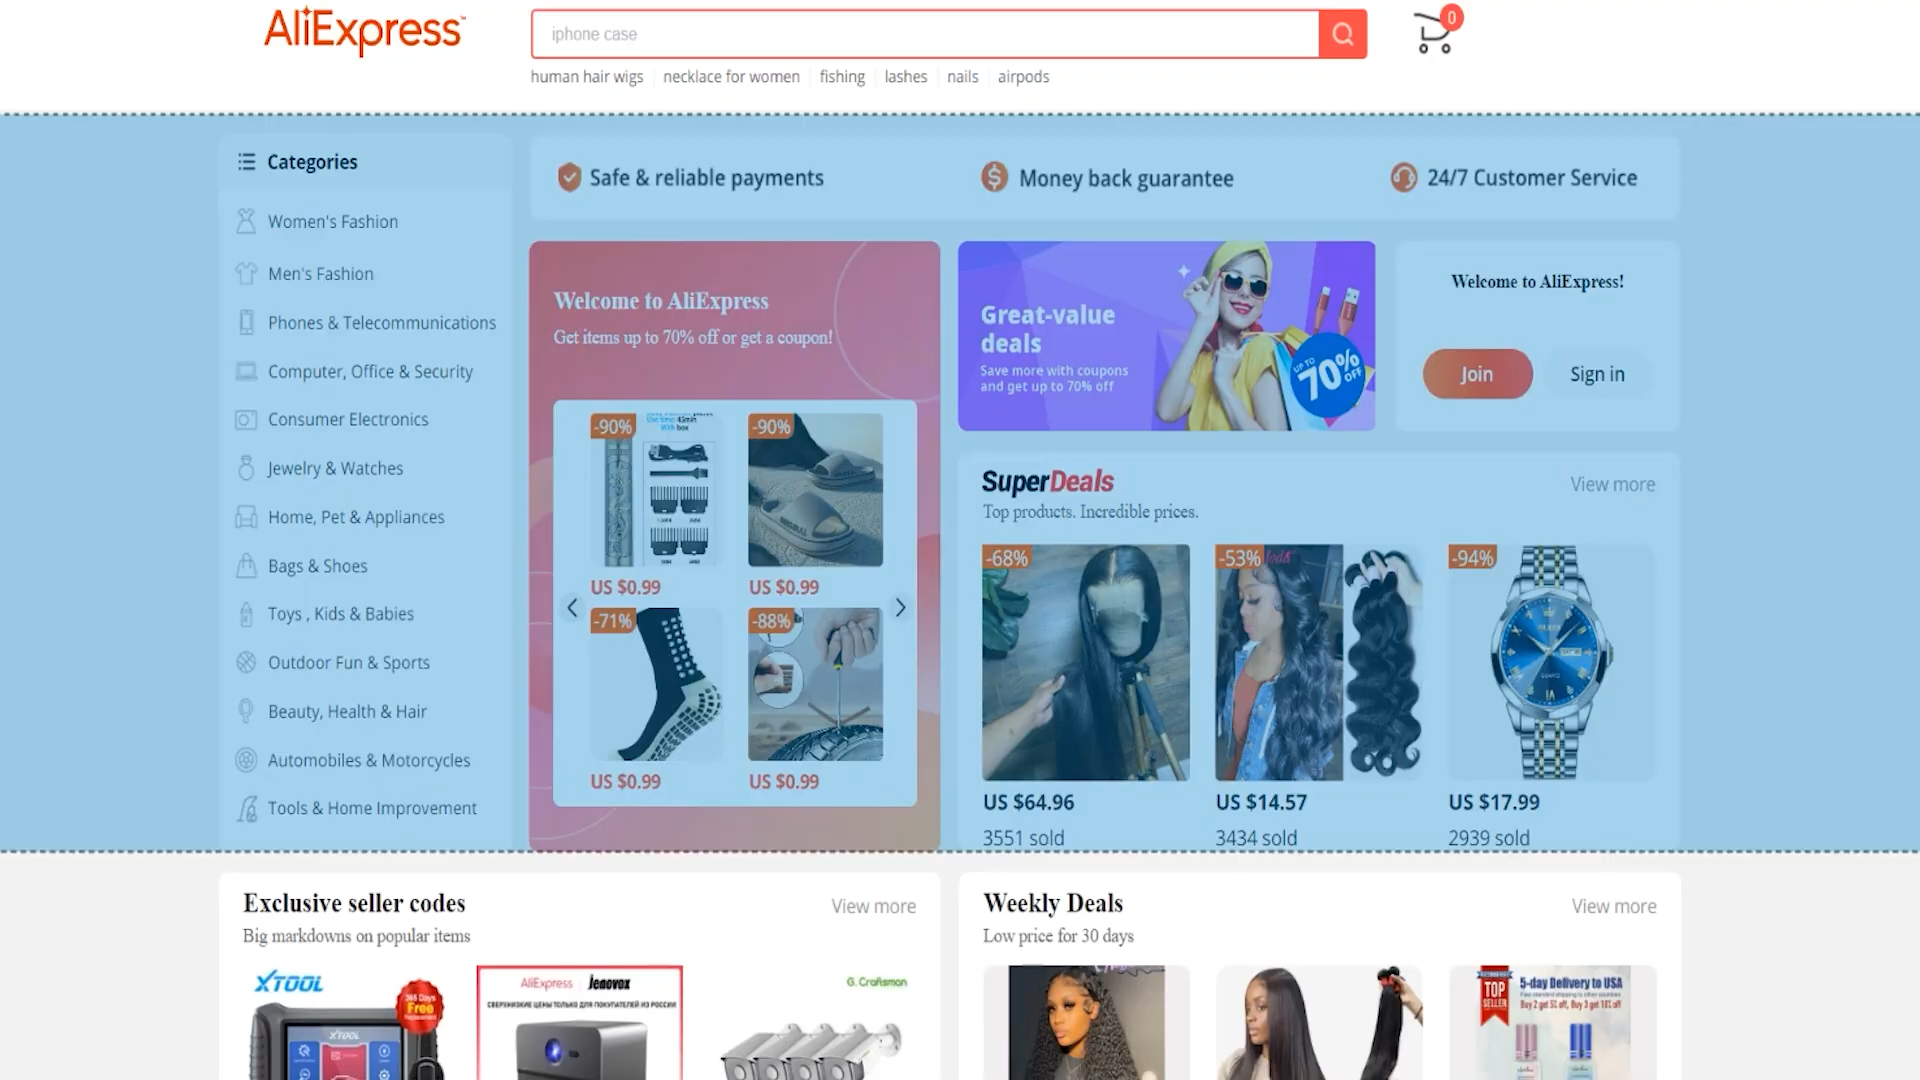 AliExpress™
iphone case
0
human hair wigs
necklace for women
fishing
lashes
nails
airpods
Categories
Women's Fashion
Men's Fashion
Phones & Telecommunications
Computer, Office & Security
Consumer Electronics
Jewelry & Watches
Home, Pet & Appliances
Bags & Shoes
Toys , Kids & Babies
Outdoor Fun & Sports
Beauty, Health & Hair
Automobiles & Motorcycles
Tools & Home Improvement
Safe & reliable payments
Money back guarantee
24/7 Customer Service
Welcome to AliExpress
Get items up to 70% off or get a coupon!
-90%
45min
With box
-90%
US $0.99
US $0.99
-71%
-88%
US $0.99
US $0.99
Great-value
deals
Save more with coupons
and get up to 70% off
UP TO
70%
OFF
Welcome to AliExpress!
Join
Sign in
SuperDeals
View more
Top products. Incredible prices.
-68%
-53%
-94%
QUARTZ
US $64.96
US $14.57
US $17.99
3551 sold
3434 sold
2939 sold
Exclusive seller codes
View more
Big markdowns on popular items
XTOOL
365 Days
Free
XTOOL
AliExpress
Jenovox
СВЕРХНИЗКИЕ ЦЕНЫ ТОЛЬКО ДЛЯ ПОКУПАТЕЛЕЙ ИЗ РОССИИ
G. Craftsman
Weekly Deals
View more
Low price for 30 days
TOP
SELLER
5-day Delivery to USA
Buy 2 get 5% off, Buy 3 get 10% off